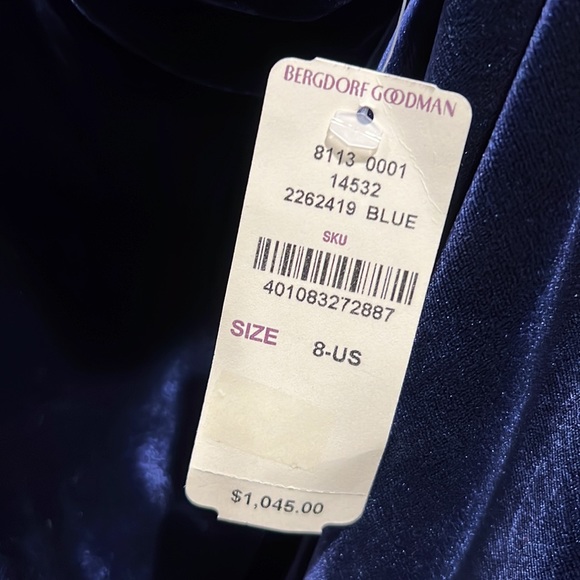 BERGDORF GOODMAN
8113 0001
14532
2262419 BLUE
SKU
401083272887
SIZE 8-US
$1,045.00